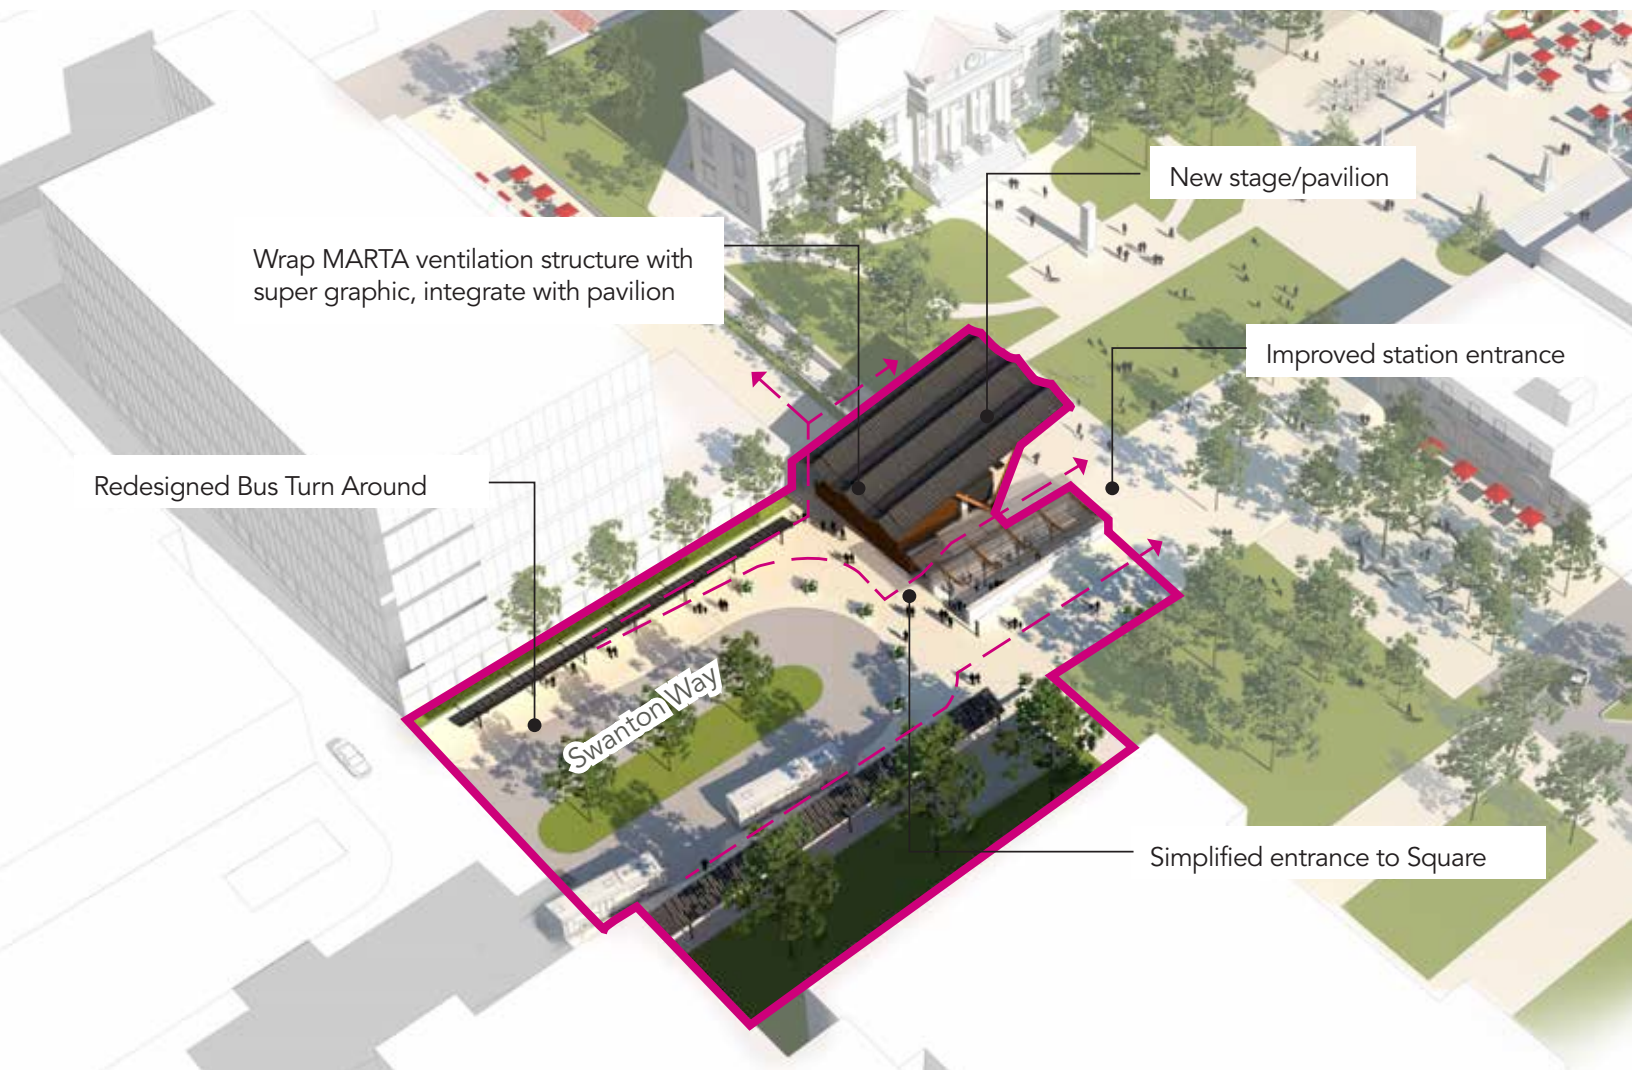 New stage/pavilion
Wrap MARTA ventilation structure with
super graphic, integrate with pavilion
Improved station entrance
Redesigned Bus Turn Around
Swanton Way
Simplified entrance to Square